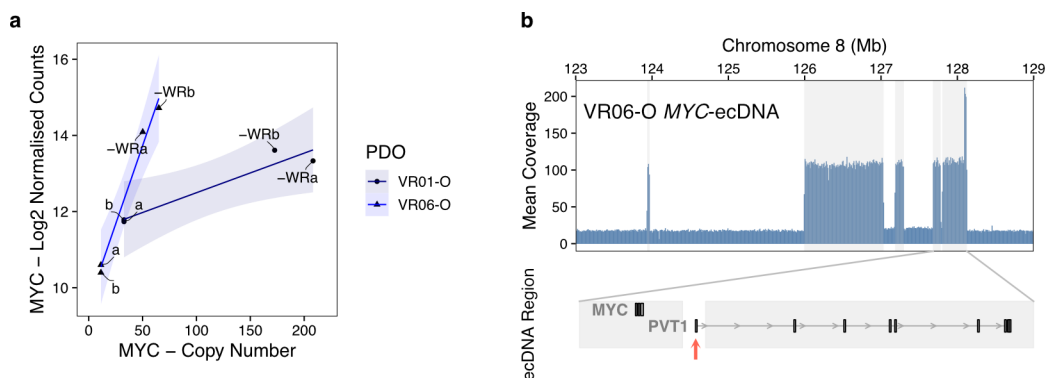 a
MYC – Log2 Normalised Counts
16
14
12
10
–WRb
–WRa
b
a
a
b
–WRb
–WRa
0
50
100
150
200
MYC – Copy Number
PDO
VR01-O
VR06-O
b
Chromosome 8 (Mb)
123
124
125
126
127
128
129
Mean Coverage
200
150
100
50
0
VR06-O MYC-ecDNA
ecDNA Region
MYC
PVT1